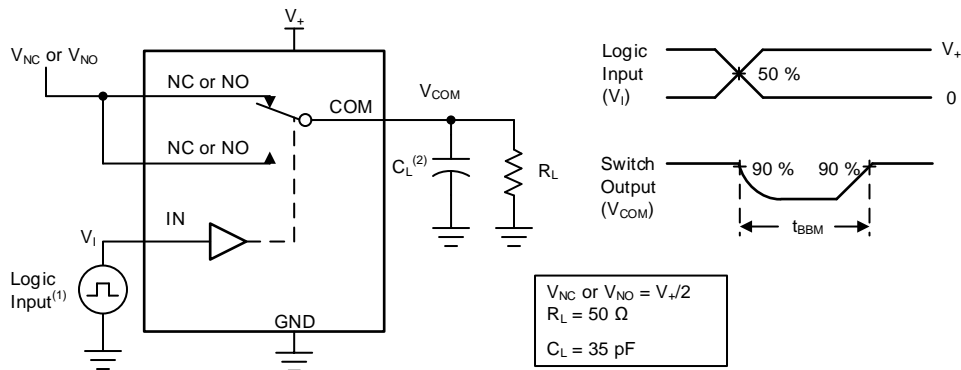 V+
VNC or VNO
NC or NO
COM
VCOM
NC or NO
CL(2)
RL
IN
VI
Logic
Input(1)
GND
Logic
Input
(VI)
V+
50 %
0
Switch
Output
(VCOM)
90 %
90 %
tBBM
VNC or VNO = V+/2
RL = 50 Ω
CL = 35 pF